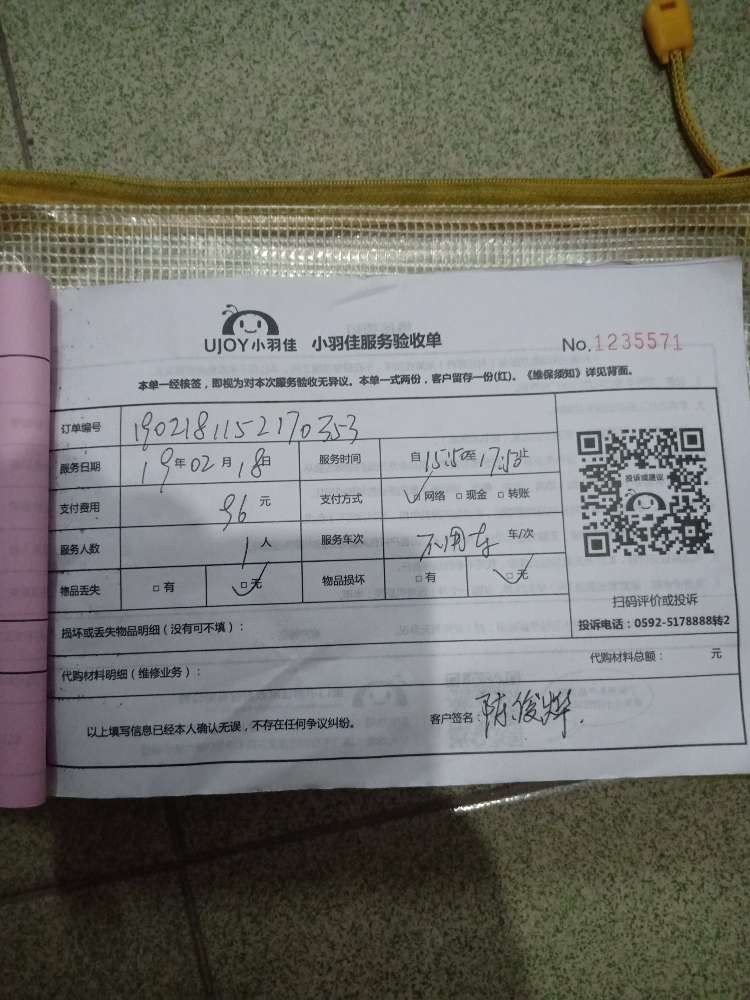 UJOY小羽佳 小羽佳服务验收单 No.1235571
本单一经核签，即视为对本次服务验收无异议。本单一式两份，客户留存一份(红)。《维保须知》详见背面。
订单编号 190218115217035​3
服务日期 19年02月18日 服务时间 自15:50至17:50止
支付费用 96元 支付方式 ☑网络 □现金 □转账
服务人数 1人 服务车次 不用车 车/次
物品丢失 □有 ☑无 物品损坏 □有 ☑无
投诉或建议
扫码评价或投诉
投诉电话：0592-5178888转2
损坏或丢失物品明细（没有可不填）：
代购材料明细（维修业务）： 代购材料总额： 元
以上填写信息已经本人确认无误，不存在任何争议纠纷。 客户签名：陈俊烨.